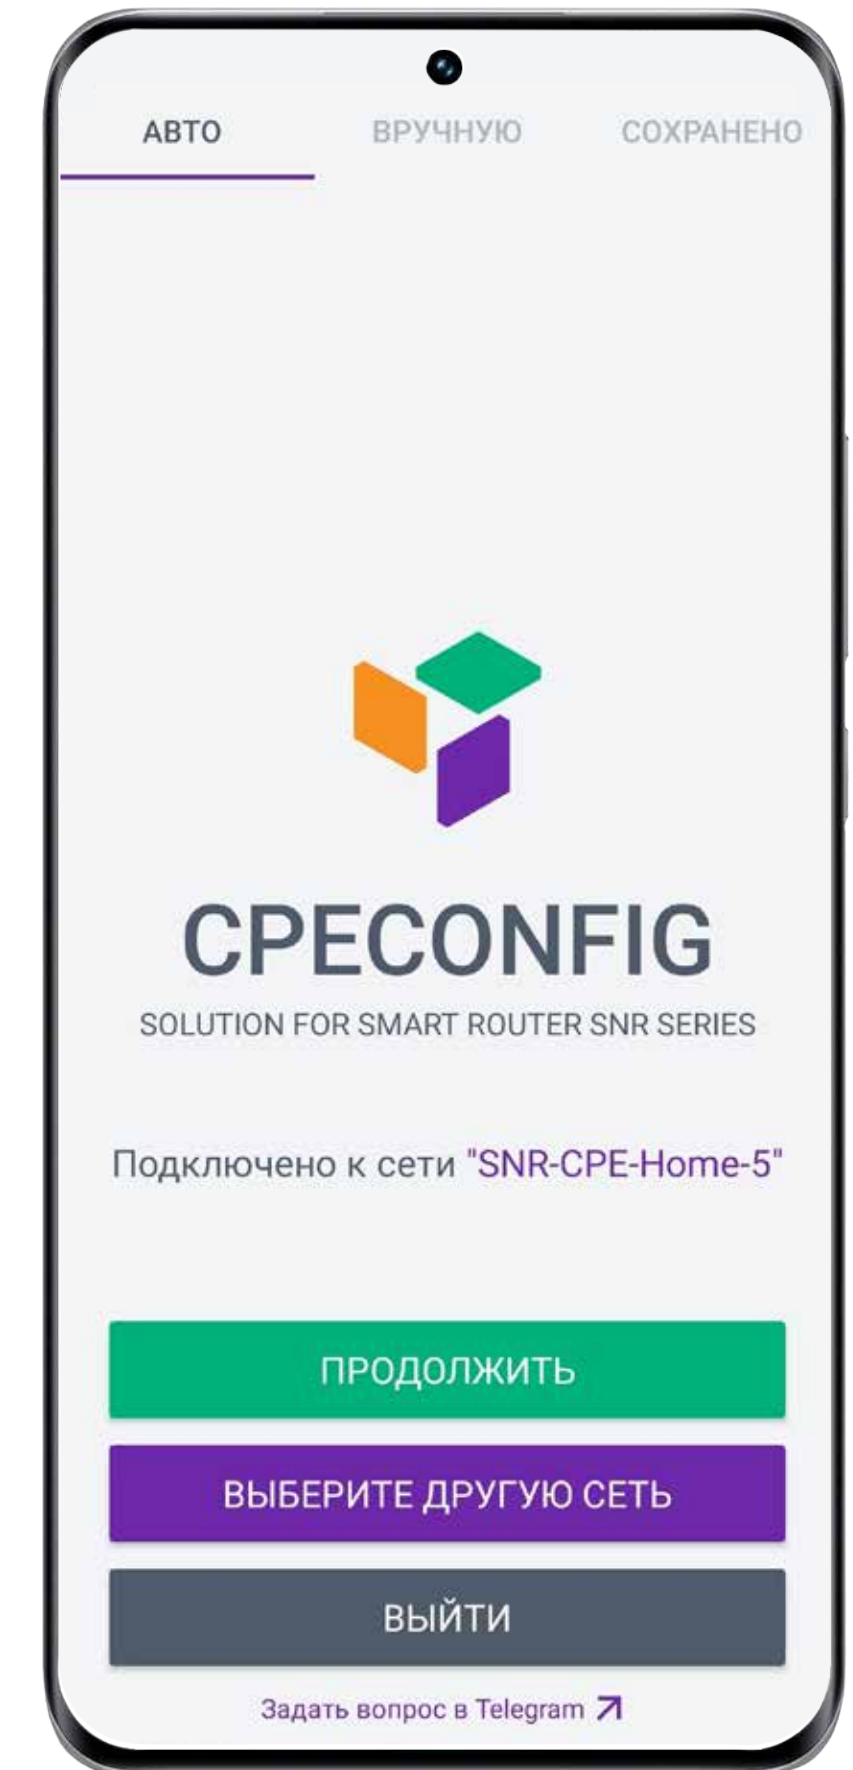 АВТО ВРУЧНУЮ СОХРАНЕНО
CPECONFIG
SOLUTION FOR SMART ROUTER SNR SERIES
Подключено к сети "SNR-CPE-Home-5"
ПРОДОЛЖИТЬ
ВЫБЕРИТЕ ДРУГУЮ СЕТЬ
ВЫЙТИ
Задать вопрос в Telegram